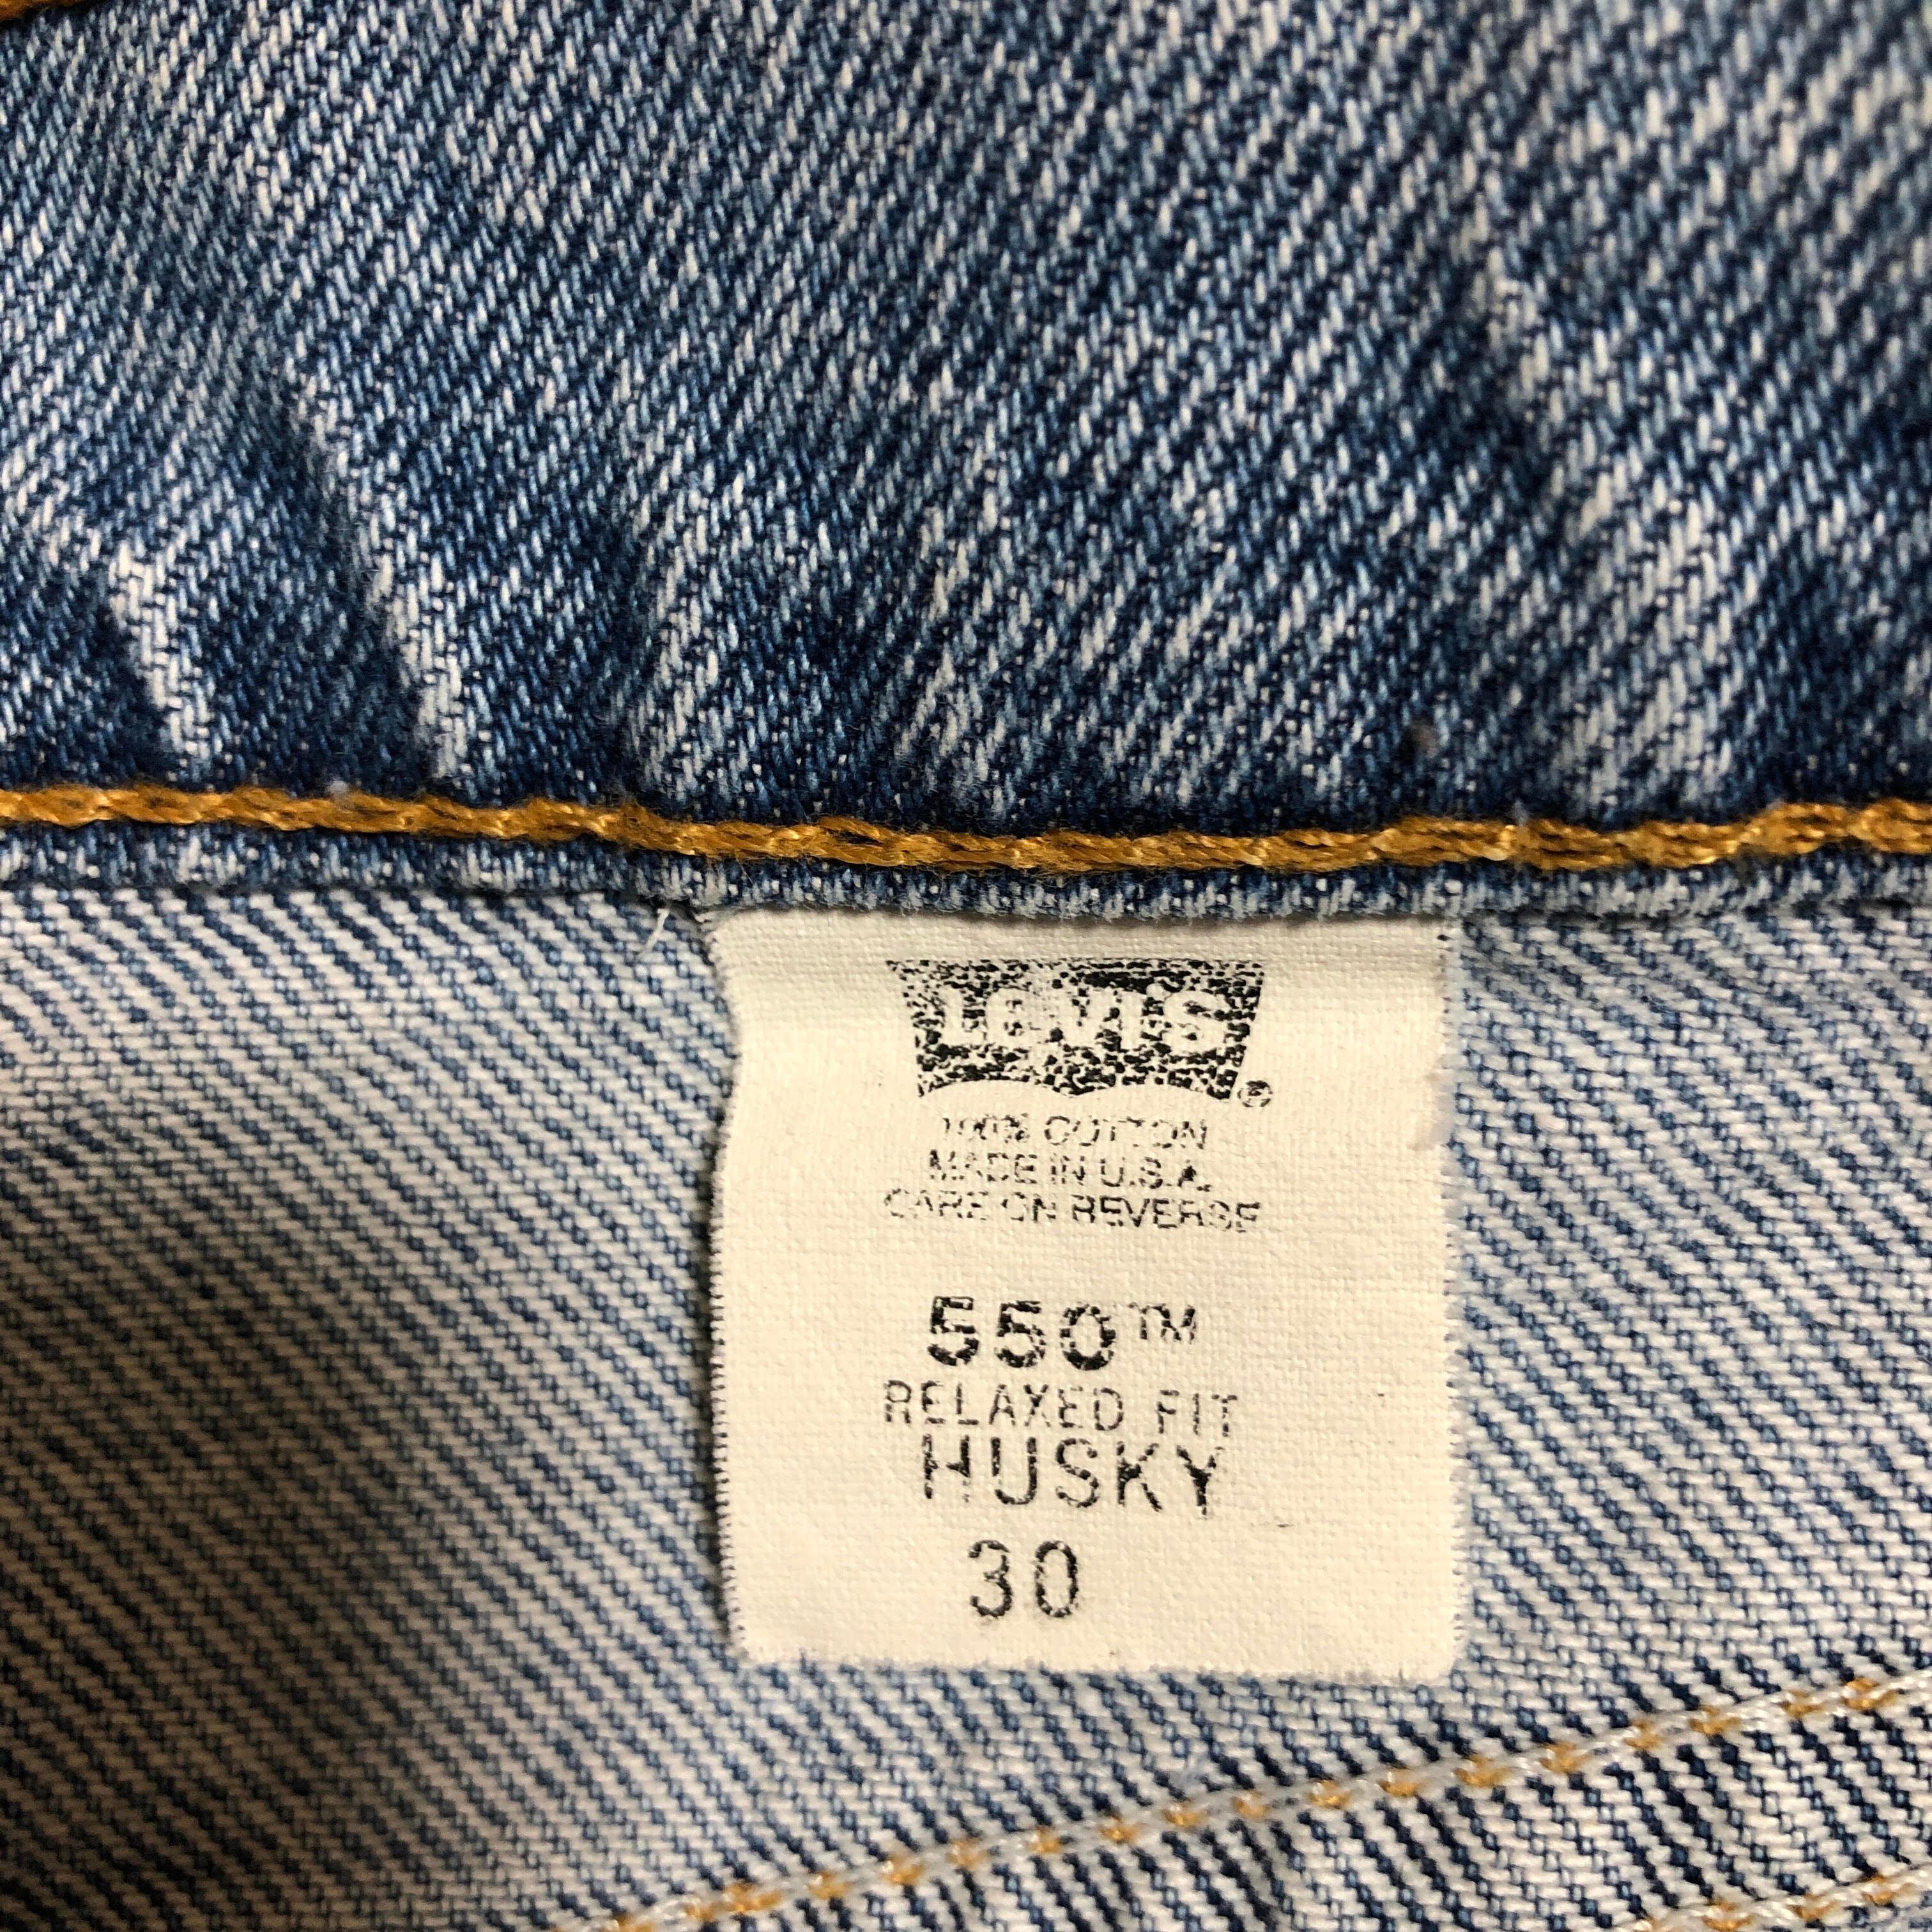 Levi's ®
100% COTTON
MADE IN U.S.A.
CARE ON REVERSE
550™
RELAXED FIT
HUSKY
30